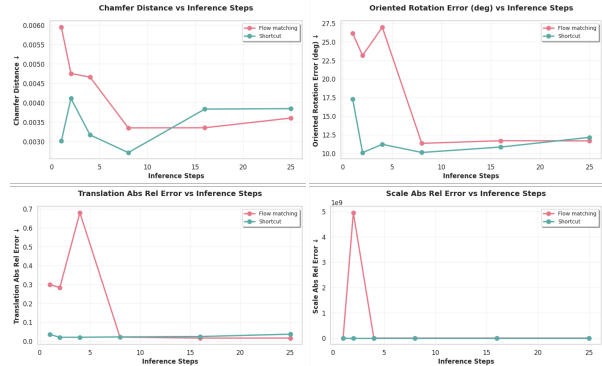 Chamfer Distance vs Inference Steps
Flow matching
Shortcut
0.0060
0.0055
0.0050
0.0045
0.0040
0.0035
0.0030
Chamfer Distance ↓
0 5 10 15 20 25
Inference Steps
Oriented Rotation Error (deg) vs Inference Steps
Flow matching
Shortcut
27.5
25.0
22.5
20.0
17.5
15.0
12.5
10.0
Oriented Rotation Error (deg) ↓
0 5 10 15 20 25
Inference Steps
Translation Abs Rel Error vs Inference Steps
Flow matching
Shortcut
0.7
0.6
0.5
0.4
0.3
0.2
0.1
0.0
Translation Abs Rel Error ↓
0 5 10 15 20 25
Inference Steps
Scale Abs Rel Error vs Inference Steps
1e9
Flow matching
Shortcut
5
4
3
2
1
0
Scale Abs Rel Error ↓
0 5 10 15 20 25
Inference Steps